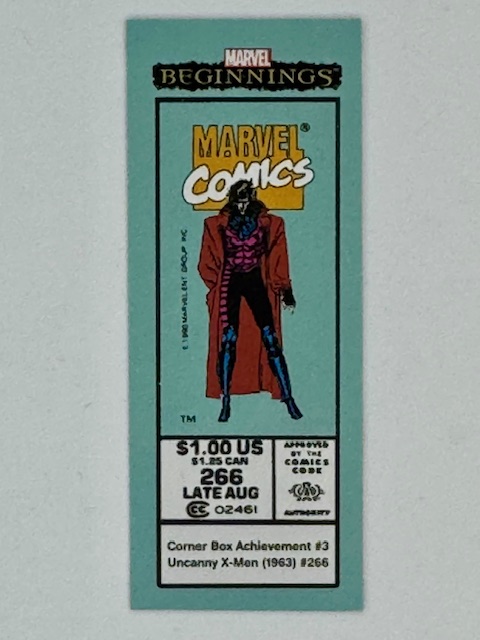 MARVEL
BEGINNINGS
MARVEL®
COMICS
© 1990 MARVEL ENT. GROUP, INC.
TM
$1.00 US
$1.25 CAN
266
LATE AUG
CC 02461
APPROVED
BY THE
COMICS
CODE
AUTHORITY
Corner Box Achievement #3
Uncanny X-Men (1963) #266